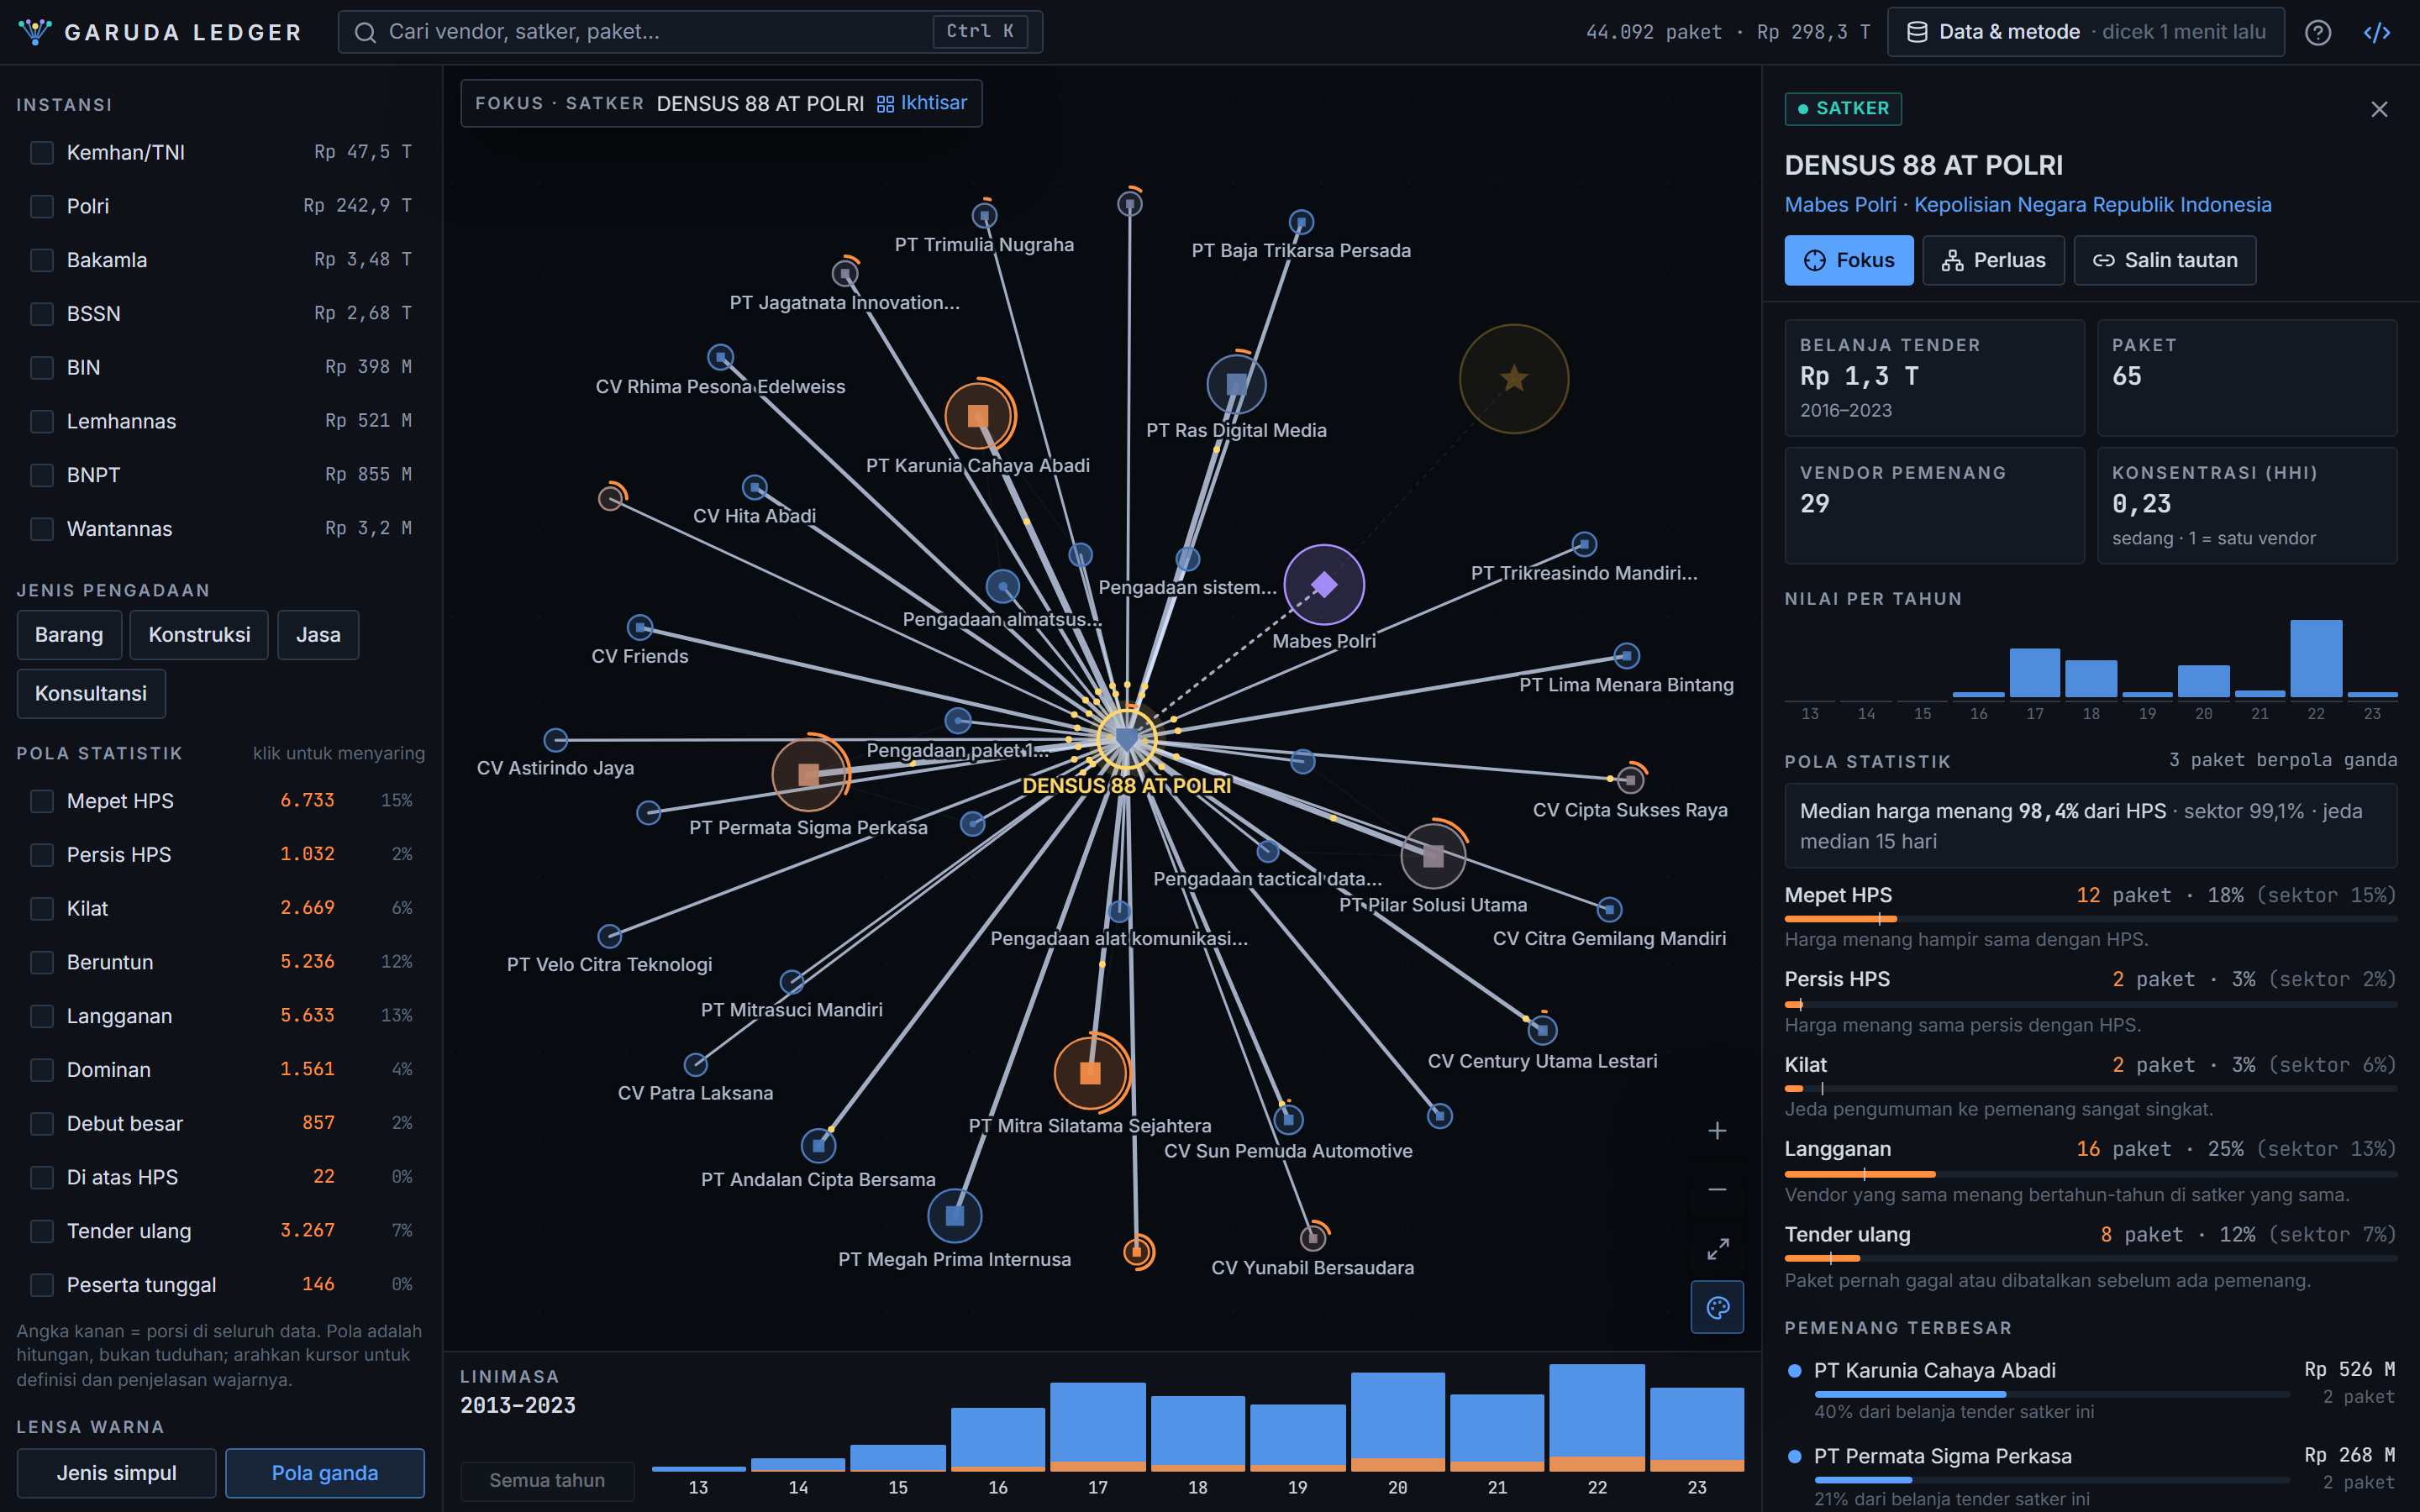 GARUDA LEDGER
Cari vendor, satker, paket...
Ctrl K
44.092 paket · Rp 298,3 T
Data & metode · dicek 1 menit lalu
INSTANSI
Kemhan/TNI Rp 47,5 T
Polri Rp 242,9 T
Bakamla Rp 3,48 T
BSSN Rp 2,68 T
BIN Rp 398 M
Lemhannas Rp 521 M
BNPT Rp 855 M
Wantannas Rp 3,2 M
JENIS PENGADAAN
Barang Konstruksi Jasa
Konsultansi
POLA STATISTIK klik untuk menyaring
Mepet HPS 6.733 15%
Persis HPS 1.032 2%
Kilat 2.669 6%
Beruntun 5.236 12%
Langganan 5.633 13%
Dominan 1.561 4%
Debut besar 857 2%
Di atas HPS 22 0%
Tender ulang 3.267 7%
Peserta tunggal 146 0%
Angka kanan = porsi di seluruh data. Pola adalah
hitungan, bukan tuduhan; arahkan kursor untuk
definisi dan penjelasan wajarnya.
LENSA WARNA
Jenis simpul Pola ganda
FOKUS · SATKER DENSUS 88 AT POLRI Ikhtisar
PT Trimulia Nugraha
PT Baja Trikarsa Persada
PT Jagatnata Innovation...
CV Rhima Pesona Edelweiss
PT Ras Digital Media
PT Karunia Cahaya Abadi
CV Hita Abadi
PT Trikreasindo Mandiri...
Pengadaan sistem...
Pengadaan almatsus...
Mabes Polri
CV Friends
PT Lima Menara Bintang
Pengadaan paket 1...
CV Astirindo Jaya
DENSUS 88 AT POLRI
CV Cipta Sukses Raya
PT Permata Sigma Perkasa
Pengadaan tactical data...
PT Pilar Solusi Utama
Pengadaan alat komunikasi...
CV Citra Gemilang Mandiri
PT Velo Citra Teknologi
PT Mitrasuci Mandiri
CV Century Utama Lestari
CV Patra Laksana
PT Mitra Silatama Sejahtera
CV Sun Pemuda Automotive
PT Andalan Cipta Bersama
PT Megah Prima Internusa
CV Yunabil Bersaudara
LINIMASA
2013–2023
Semua tahun
13 14 15 16 17 18 19 20 21 22 23
SATKER
DENSUS 88 AT POLRI
Mabes Polri · Kepolisian Negara Republik Indonesia
Fokus Perluas Salin tautan
BELANJA TENDER
Rp 1,3 T
2016–2023
PAKET
65
VENDOR PEMENANG
29
KONSENTRASI (HHI)
0,23
sedang · 1 = satu vendor
NILAI PER TAHUN
13 14 15 16 17 18 19 20 21 22 23
POLA STATISTIK 3 paket berpola ganda
Median harga menang 98,4% dari HPS · sektor 99,1% · jeda
median 15 hari
Mepet HPS 12 paket · 18% (sektor 15%)
Harga menang hampir sama dengan HPS.
Persis HPS 2 paket · 3% (sektor 2%)
Harga menang sama persis dengan HPS.
Kilat 2 paket · 3% (sektor 6%)
Jeda pengumuman ke pemenang sangat singkat.
Langganan 16 paket · 25% (sektor 13%)
Vendor yang sama menang bertahun-tahun di satker yang sama.
Tender ulang 8 paket · 12% (sektor 7%)
Paket pernah gagal atau dibatalkan sebelum ada pemenang.
PEMENANG TERBESAR
PT Karunia Cahaya Abadi Rp 526 M
2 paket
40% dari belanja tender satker ini
PT Permata Sigma Perkasa Rp 268 M
2 paket
21% dari belanja tender satker ini